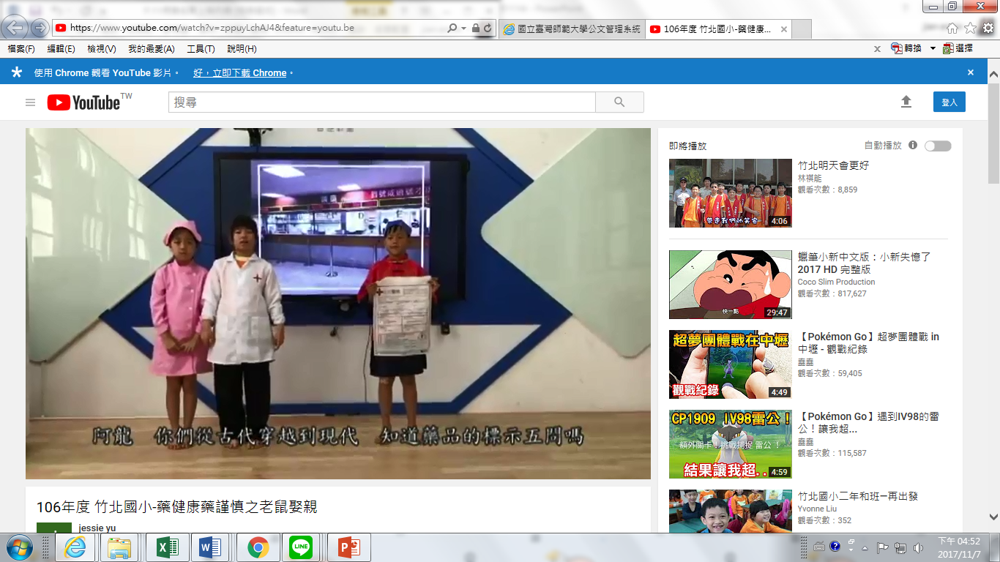 https://www.youtube.com/watch?v=zppuyLchAJ4&feature=youtu.be
國立臺灣師範大學公文管理系統
106年度 竹北國小-藥健康...
檔案(F) 編輯(E) 檢視(V) 我的最愛(A) 工具(T) 說明(H)
轉換 選擇
使用 Chrome 觀看 YouTube 影片。 好，立即下載 Chrome。
YouTube TW
搜尋
登入
阿龍 你們從古代穿越到現代 知道藥品的標示五問嗎
106年度 竹北國小-藥健康藥謹慎之老鼠娶親
jessie yu
即將播放
自動播放
竹北明天會更好
林祺能
觀看次數：8,859
帶走我們的笑容
4:06
蠟筆小新中文版：小新失憶了
2017 HD 完整版
Coco Slim Production
觀看次數：817,627
快一點
29:47
超夢團體戰在中壢
觀戰紀錄
4:49
【Pokémon Go】超夢團體戰 in
中壢 - 觀戰紀錄
觀看次數：59,405
CP1909 IV98雷公！
額外關卡！挑戰捕捉 雷公！
結果讓我超..
4:59
【Pokémon Go】遇到IV98的雷
公！讓我超...
觀看次數：115,587
竹北國小二年和班–再出發
Yvonne Liu
觀看次數：352
LINE
下午 04:52
2017/11/7